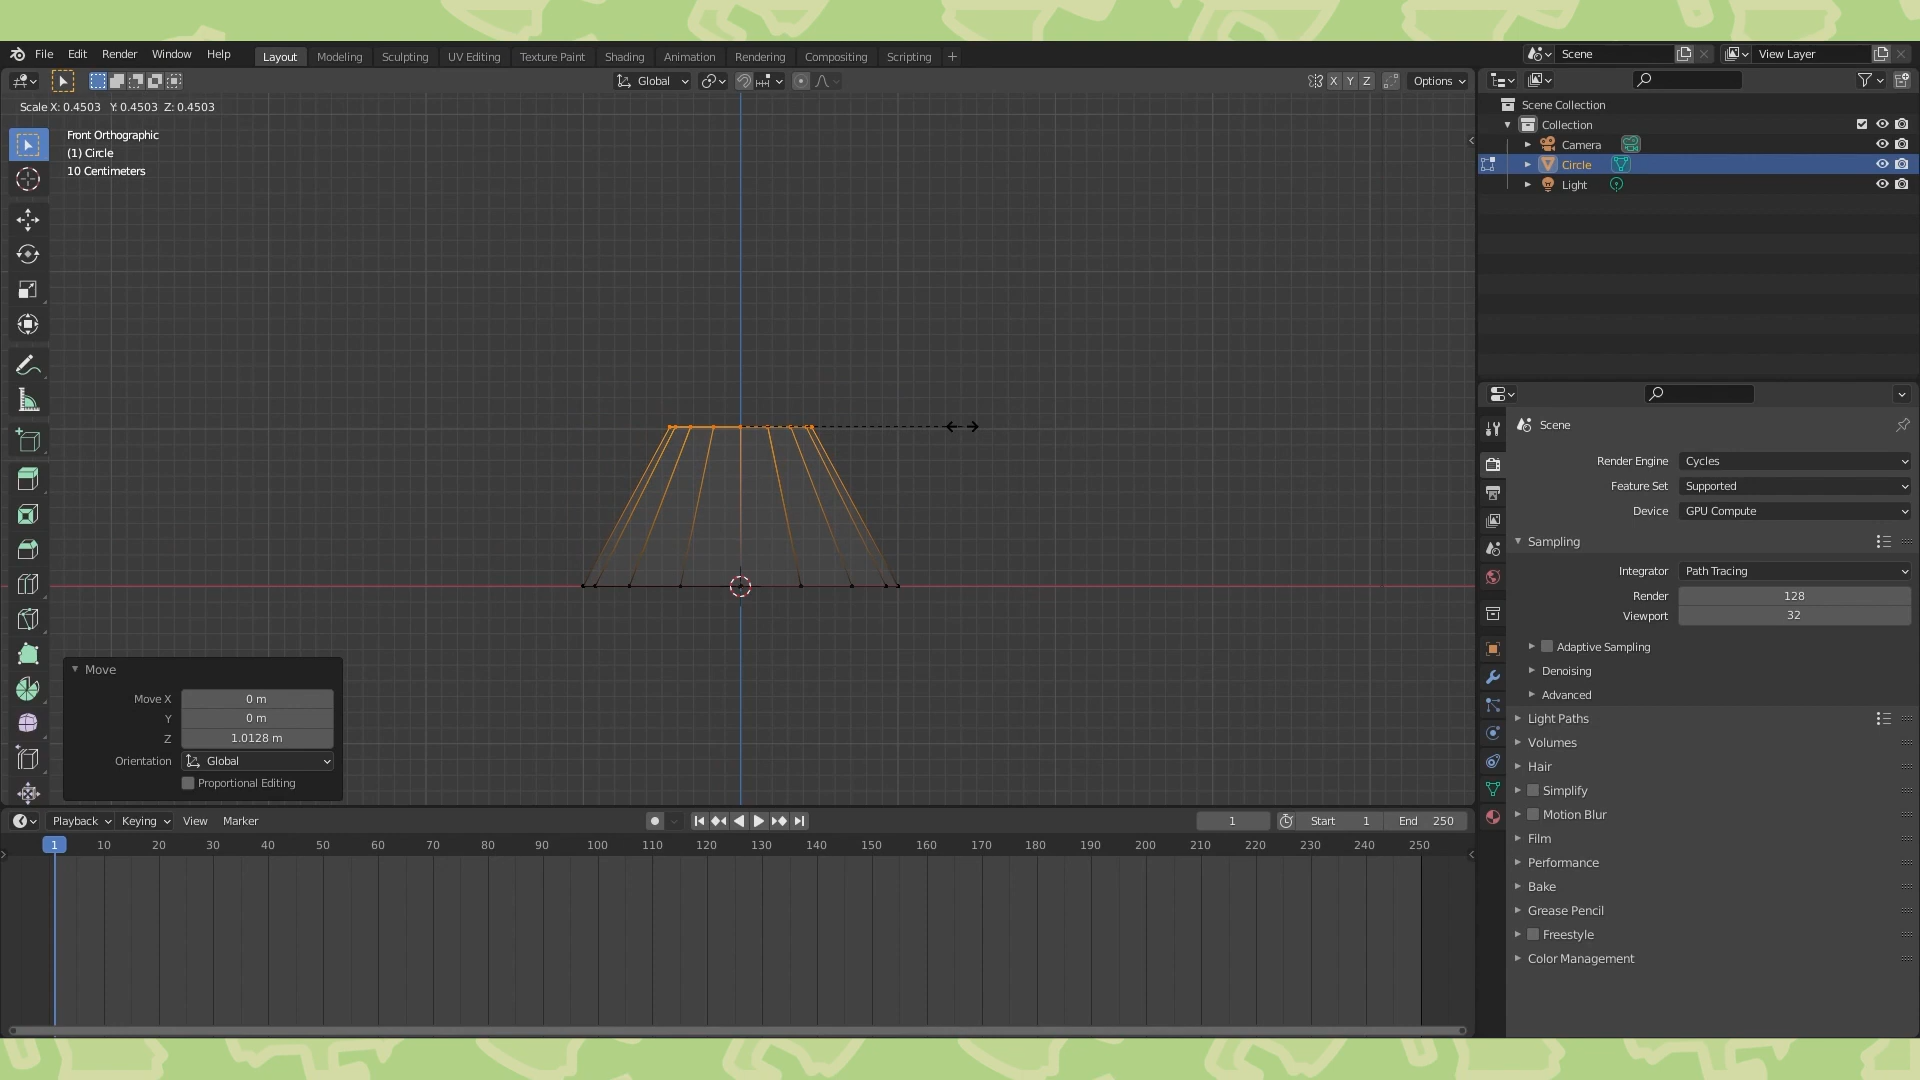 File Edit Render Window Help
Layout Modeling Sculpting UV Editing Texture Paint Shading Animation Rendering Compositing Scripting +
Scene
View Layer
Global
X Y Z
Options
Scale X: 0.4503 Y: 0.4503 Z: 0.4503
Front Orthographic
(1) Circle
10 Centimeters
Move
Move X 0 m
Y 0 m
Z 1.0128 m
Orientation Global
Proportional Editing
Scene Collection
Collection
Camera
Circle
Light
Scene
Render Engine Cycles
Feature Set Supported
Device GPU Compute
Sampling
Integrator Path Tracing
Render 128
Viewport 32
Adaptive Sampling
Denoising
Advanced
Light Paths
Volumes
Hair
Simplify
Motion Blur
Film
Performance
Bake
Grease Pencil
Freestyle
Color Management
Playback Keying View Marker
1
Start 1 End 250
1 10 20 30 40 50 60 70 80 90 100 110 120 130 140 150 160 170 180 190 200 210 220 230 240 250